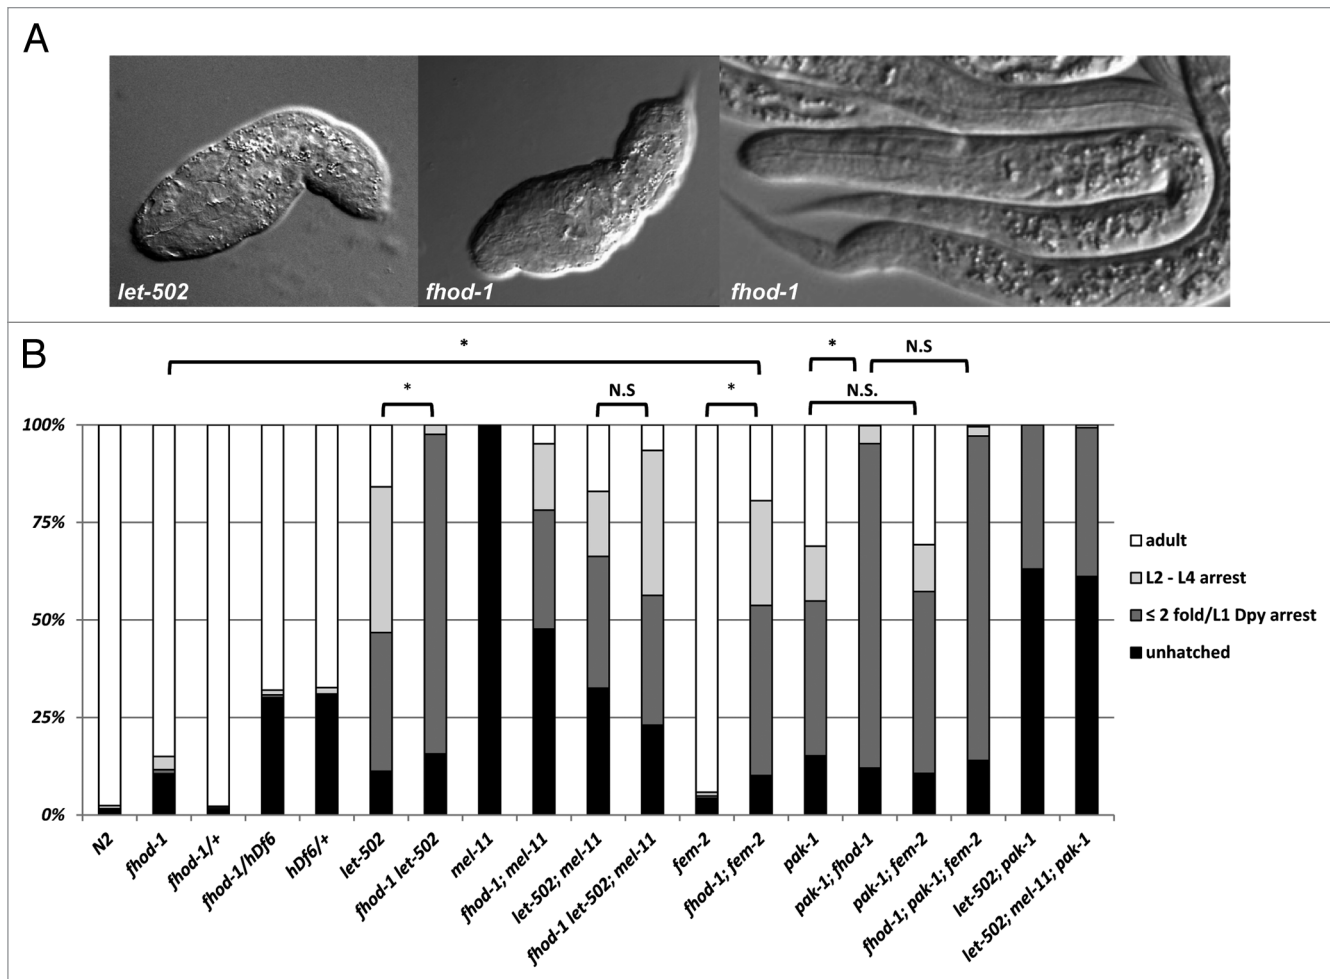 A
let-502
fhod-1
fhod-1
B
*
*
N.S
*
*
N.S
N.S.
100%
75%
50%
25%
0%
adult
L2 - L4 arrest
≤ 2 fold/L1 Dpy arrest
unhatched
N2
fhod-1
fhod-1/+
fhod-1/hDf6
hDf6/+
let-502
fhod-1 let-502
mel-11
fhod-1; mel-11
let-502; mel-11
fhod-1 let-502; mel-11
fem-2
fhod-1; fem-2
pak-1
pak-1; fhod-1
pak-1; fem-2
fhod-1; pak-1; fem-2
let-502; pak-1
let-502; mel-11; pak-1